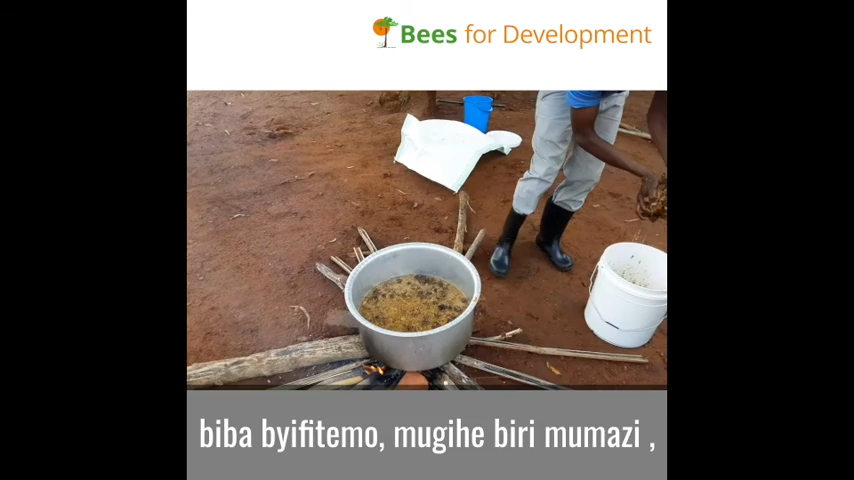 Bees for Development
biba byifitemo, mugihe biri mumazi ,